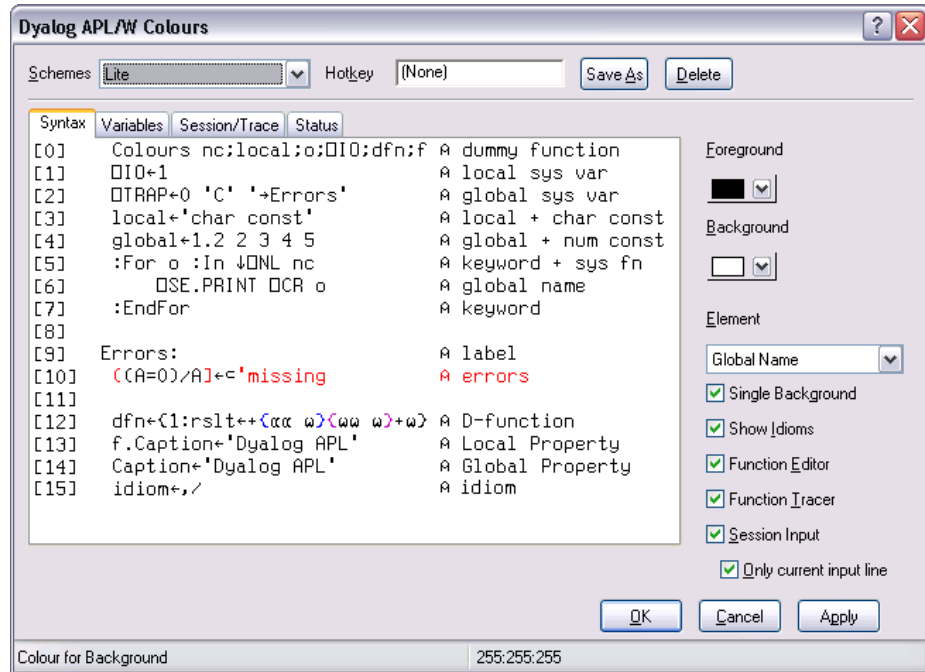 Dyalog APL/W Colours
Schemes Lite Hotkey (None) Save As Delete
Syntax Variables Session/Trace Status
[0] Colours nc;local;o;⎕IO;dfn;f ⍝ dummy function
[1] ⎕IO←1 ⍝ local sys var
[2] ⎕TRAP←0 'C' '→Errors' ⍝ global sys var
[3] local←'char const' ⍝ local + char const
[4] global←1.2 2 3 4 5 ⍝ global + num const
[5] :For o :In ↓⎕NL nc ⍝ keyword + sys fn
[6] ⎕SE.PRINT ⎕CR o ⍝ global name
[7] :EndFor ⍝ keyword
[8]
[9] Errors: ⍝ label
[10] ((A=0)/A]←⊂'missing ⍝ errors
[11]
[12] dfn←{1:rslt←+{⍺⍺ ⍵}{⍵⍵ ⍵}+⍵} ⍝ D-function
[13] f.Caption←'Dyalog APL' ⍝ Local Property
[14] Caption←'Dyalog APL' ⍝ Global Property
[15] idiom←,/ ⍝ idiom
Foreground
Background
Element
Global Name
Single Background
Show Idioms
Function Editor
Function Tracer
Session Input
Only current input line
OK Cancel Apply
Colour for Background 255:255:255